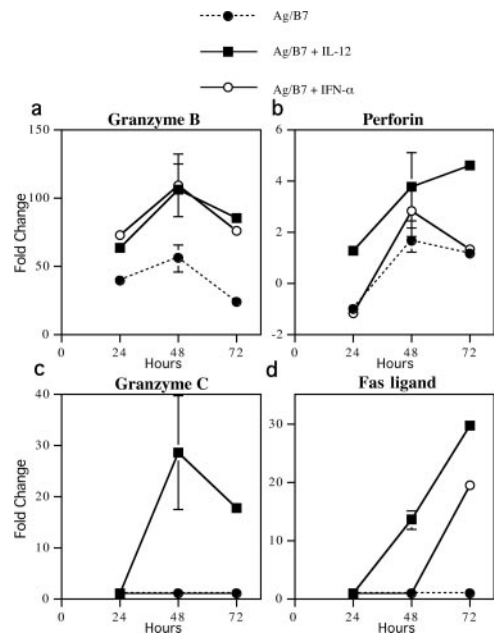 Ag/B7
Ag/B7 + IL-12
Ag/B7 + IFN-α
a
Granzyme B
150
100
50
0
Fold Change
0 24 48 72
Hours
b
Perforin
6
4
2
0
-2
0 24 48 72
Hours
c
Granzyme C
40
30
20
10
0
Fold Change
0 24 48 72
Hours
d
Fas ligand
30
20
10
0
0 24 48 72
Hours